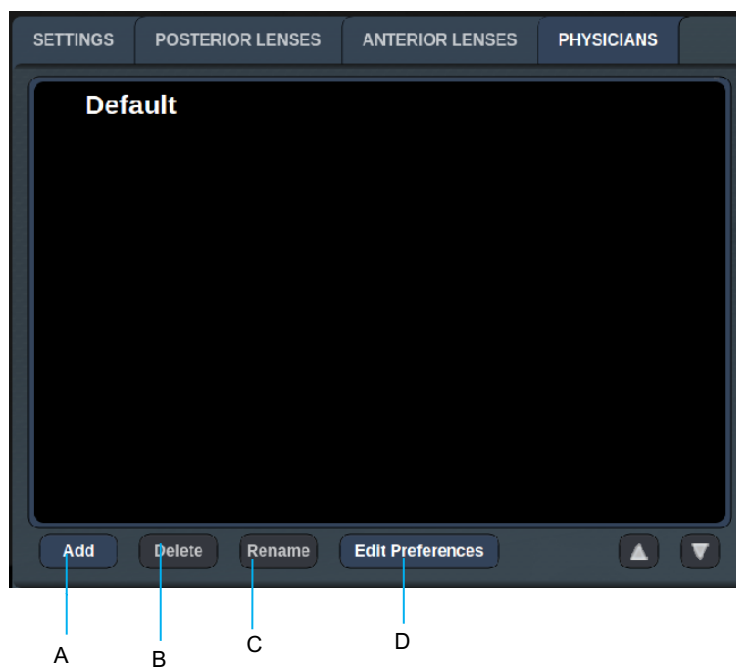 SETTINGS POSTERIOR LENSES ANTERIOR LENSES PHYSICIANS
Default
Add Delete Rename Edit Preferences
A B C D